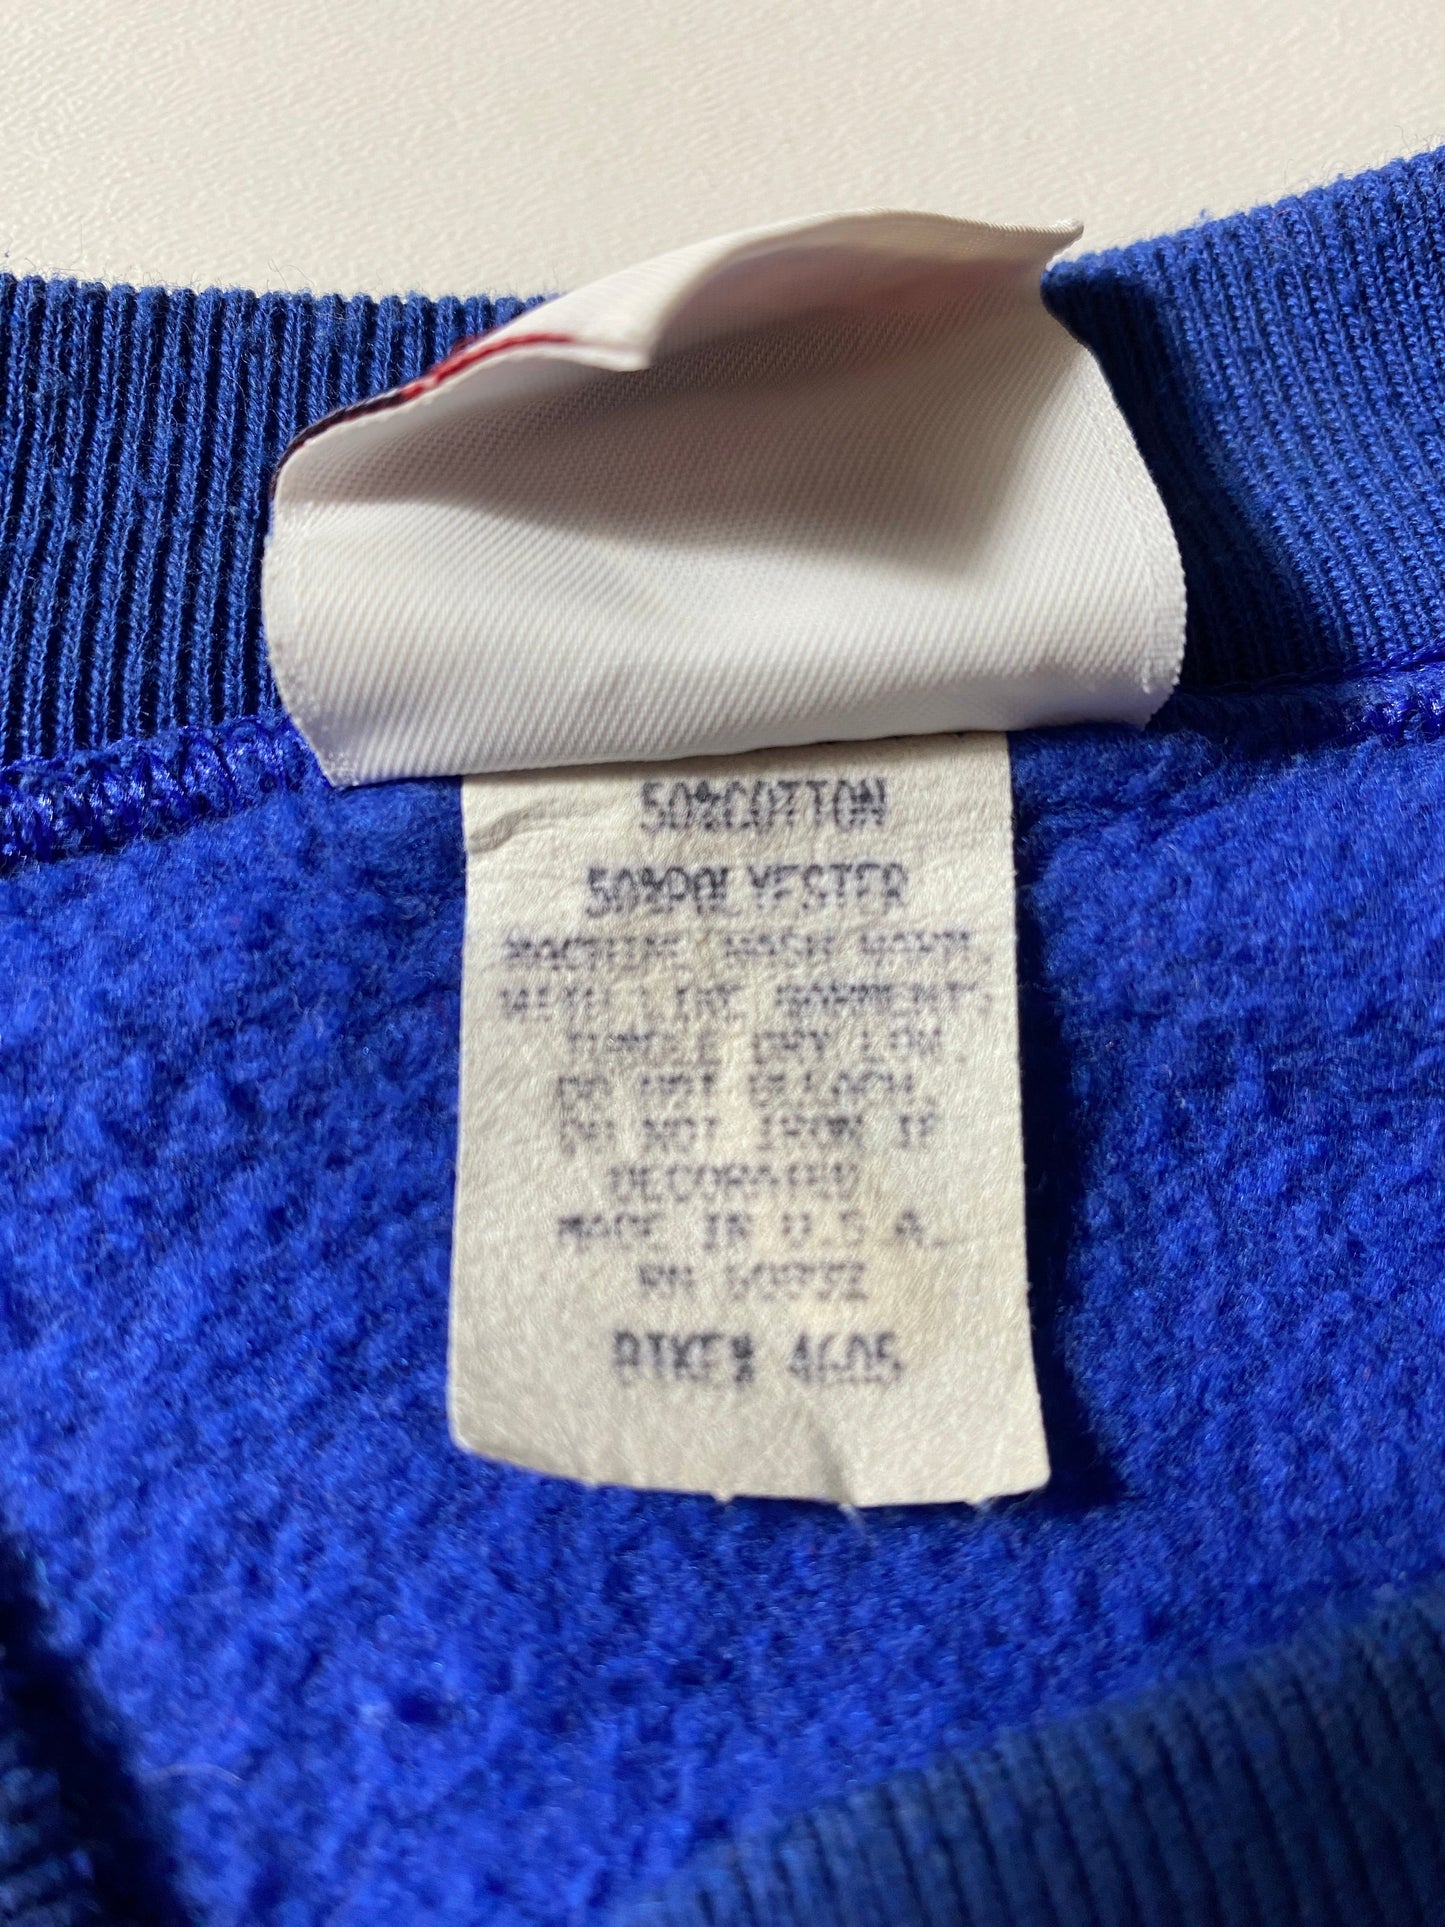 50%COTTON
50%POLYESTER
MACHINE WASH WARM
WITH LIKE GARMENTS
TUMBLE DRY LOW.
DO NOT BLEACH.
DO NOT IRON IF
DECORATED
MADE IN U.S.A.
RN
BIKE# 4605